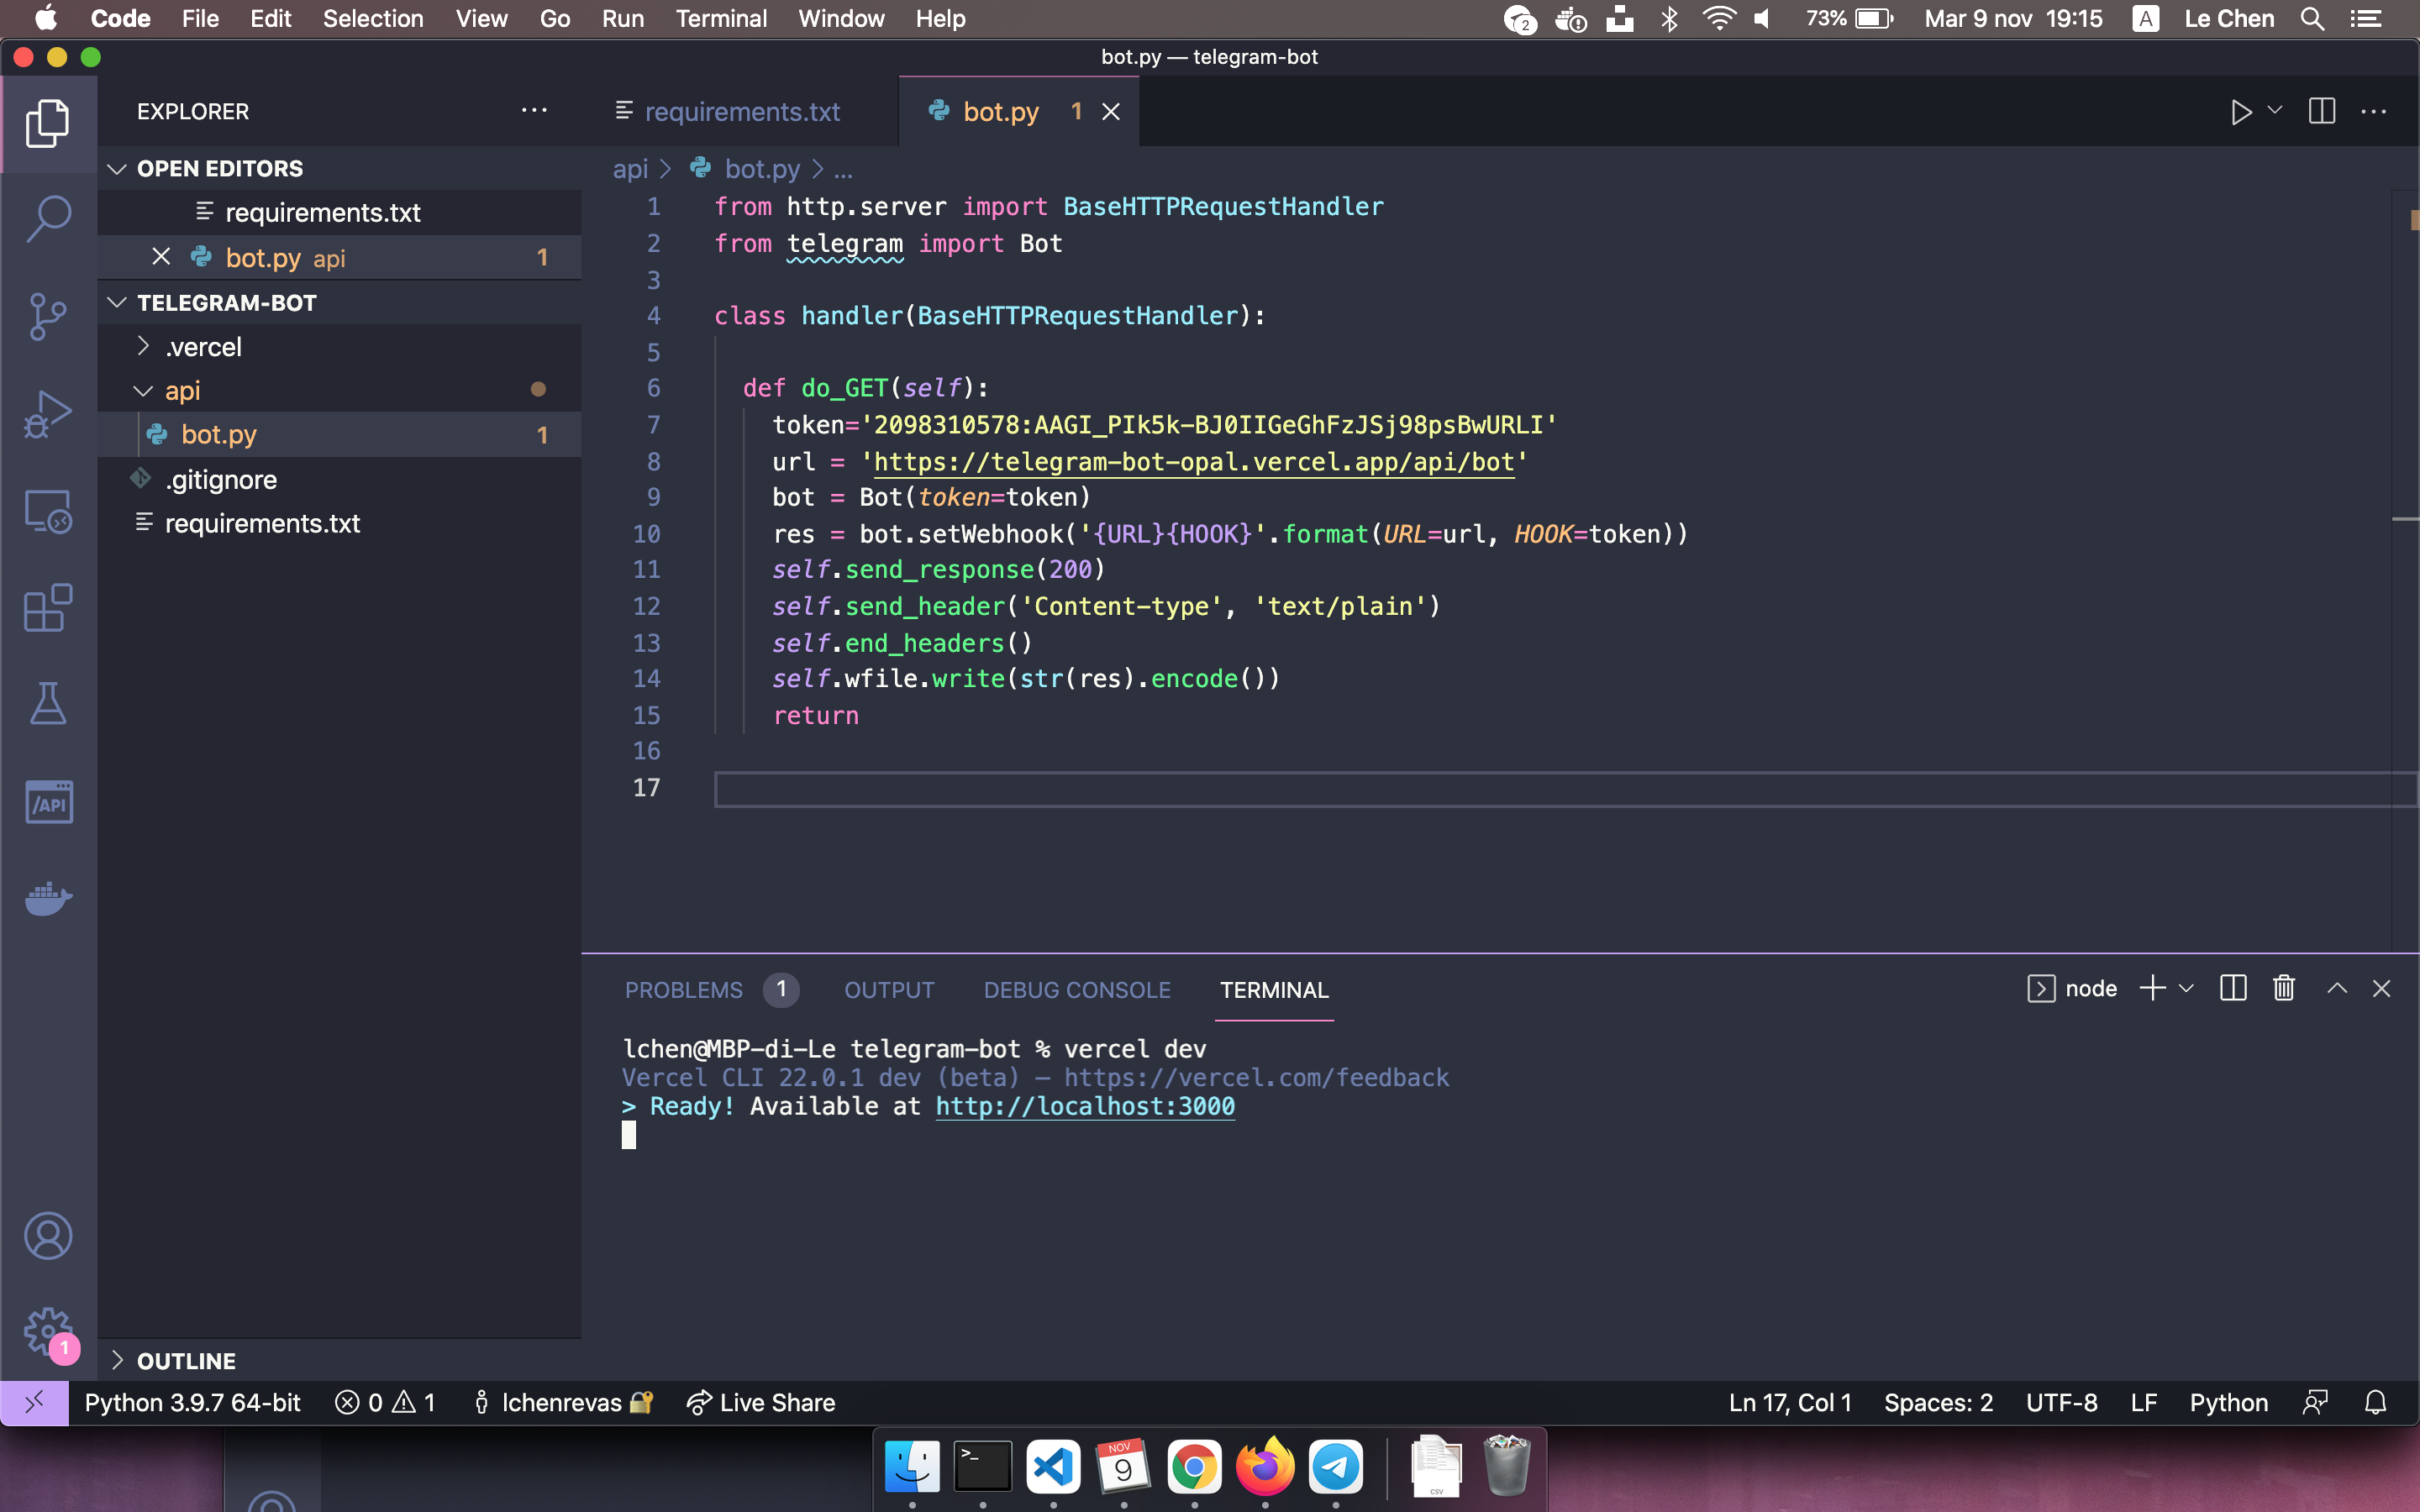 Code File Edit Selection View Go Run Terminal Window Help 2 73% Mar 9 nov 19:15 A Le Chen
bot.py — telegram-bot
EXPLORER
requirements.txt bot.py 1
OPEN EDITORS
requirements.txt
bot.py api 1
TELEGRAM-BOT
.vercel
api
bot.py 1
.gitignore
requirements.txt
/API
1
OUTLINE
api > bot.py > ...
1 from http.server import BaseHTTPRequestHandler
2 from telegram import Bot
3
4 class handler(BaseHTTPRequestHandler):
5
6 def do_GET(self):
7 token='2098310578:AAGI_PIk5k-BJ0IIGeGhFzJSj98psBwURLI'
8 url = 'https://telegram-bot-opal.vercel.app/api/bot'
9 bot = Bot(token=token)
10 res = bot.setWebhook('{URL}{HOOK}'.format(URL=url, HOOK=token))
11 self.send_response(200)
12 self.send_header('Content-type', 'text/plain')
13 self.end_headers()
14 self.wfile.write(str(res).encode())
15 return
16
17
PROBLEMS 1 OUTPUT DEBUG CONSOLE TERMINAL node
lchen@MBP-di-Le telegram-bot % vercel dev
Vercel CLI 22.0.1 dev (beta) — https://vercel.com/feedback
> Ready! Available at http://localhost:3000
Python 3.9.7 64-bit 0 1 lchenrevas Live Share Ln 17, Col 1 Spaces: 2 UTF-8 LF Python
NOV
9
CSV